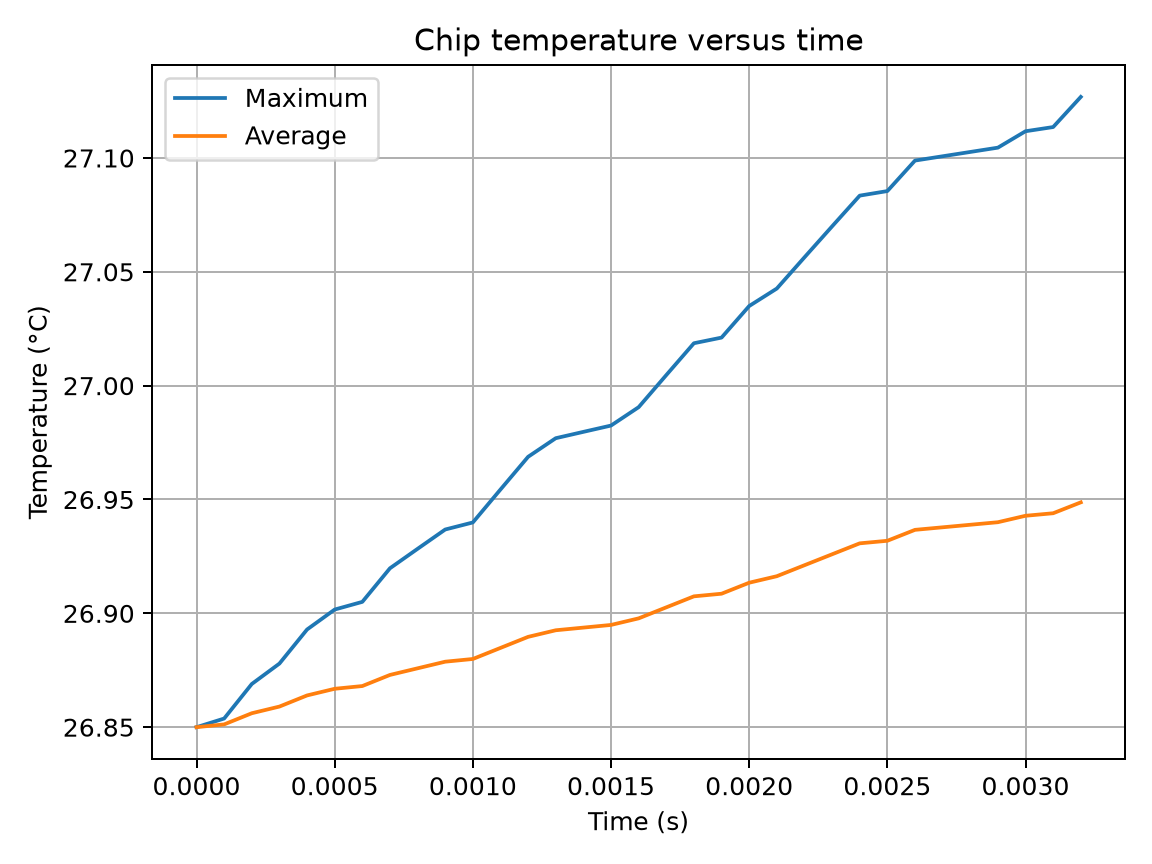 Chip temperature versus time
Maximum
Average
27.10
27.05
27.00
26.95
26.90
26.85
Temperature (°C)
0.0000 0.0005 0.0010 0.0015 0.0020 0.0025 0.0030
Time (s)